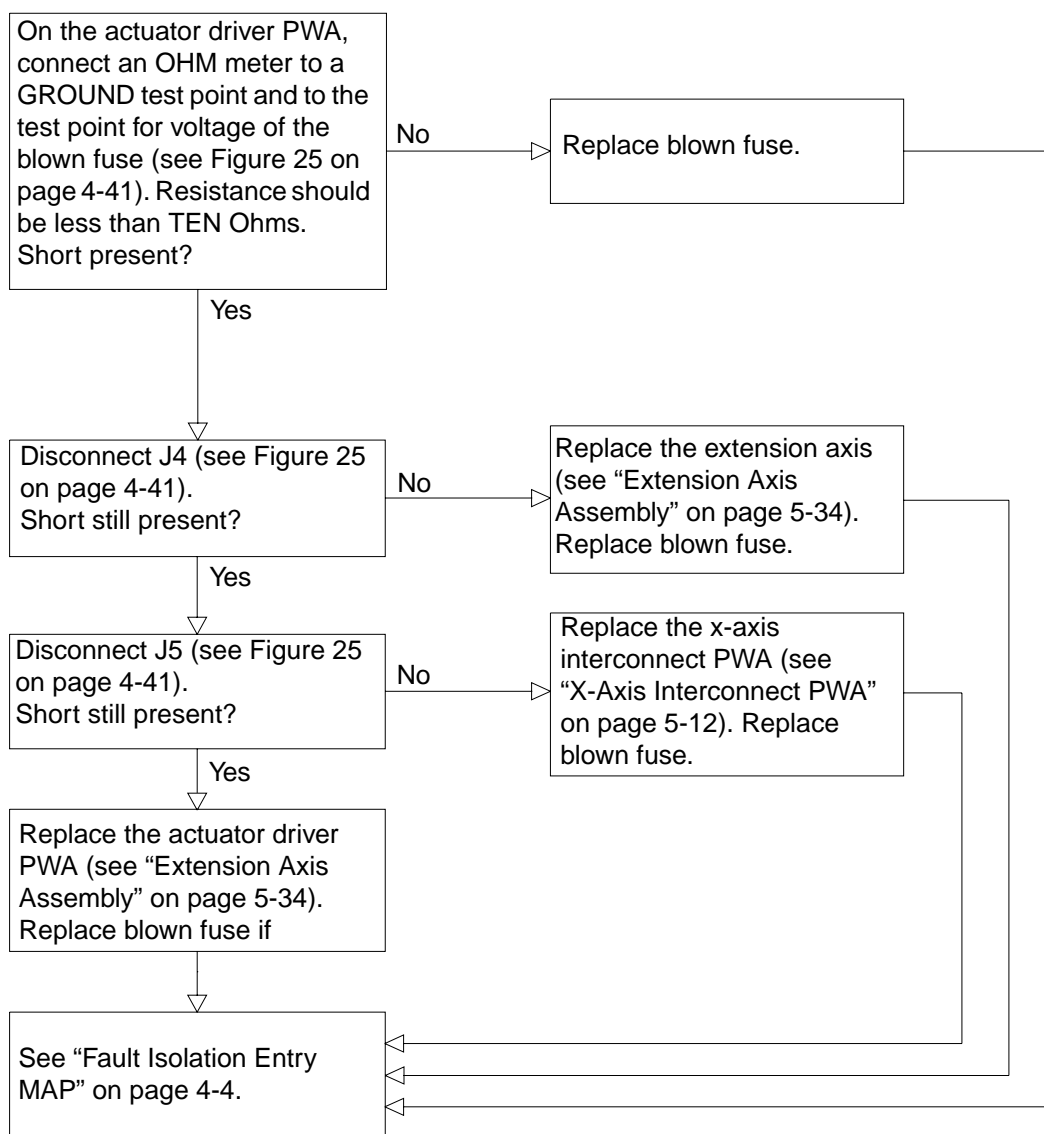 On the actuator driver PWA,
connect an OHM meter to a
GROUND test point and to the
test point for voltage of the
blown fuse (see Figure 25 on
page 4-41). Resistance should
be less than TEN Ohms.
Short present?
No
Replace blown fuse.
Yes
Disconnect J4 (see Figure 25
on page 4-41).
Short still present?
No
Replace the extension axis
(see “Extension Axis
Assembly” on page 5-34).
Replace blown fuse.
Yes
Disconnect J5 (see Figure 25
on page 4-41).
Short still present?
No
Replace the x-axis
interconnect PWA (see
“X-Axis Interconnect PWA”
on page 5-12). Replace
blown fuse.
Yes
Replace the actuator driver
PWA (see “Extension Axis
Assembly” on page 5-34).
Replace blown fuse if
See “Fault Isolation Entry
MAP” on page 4-4.